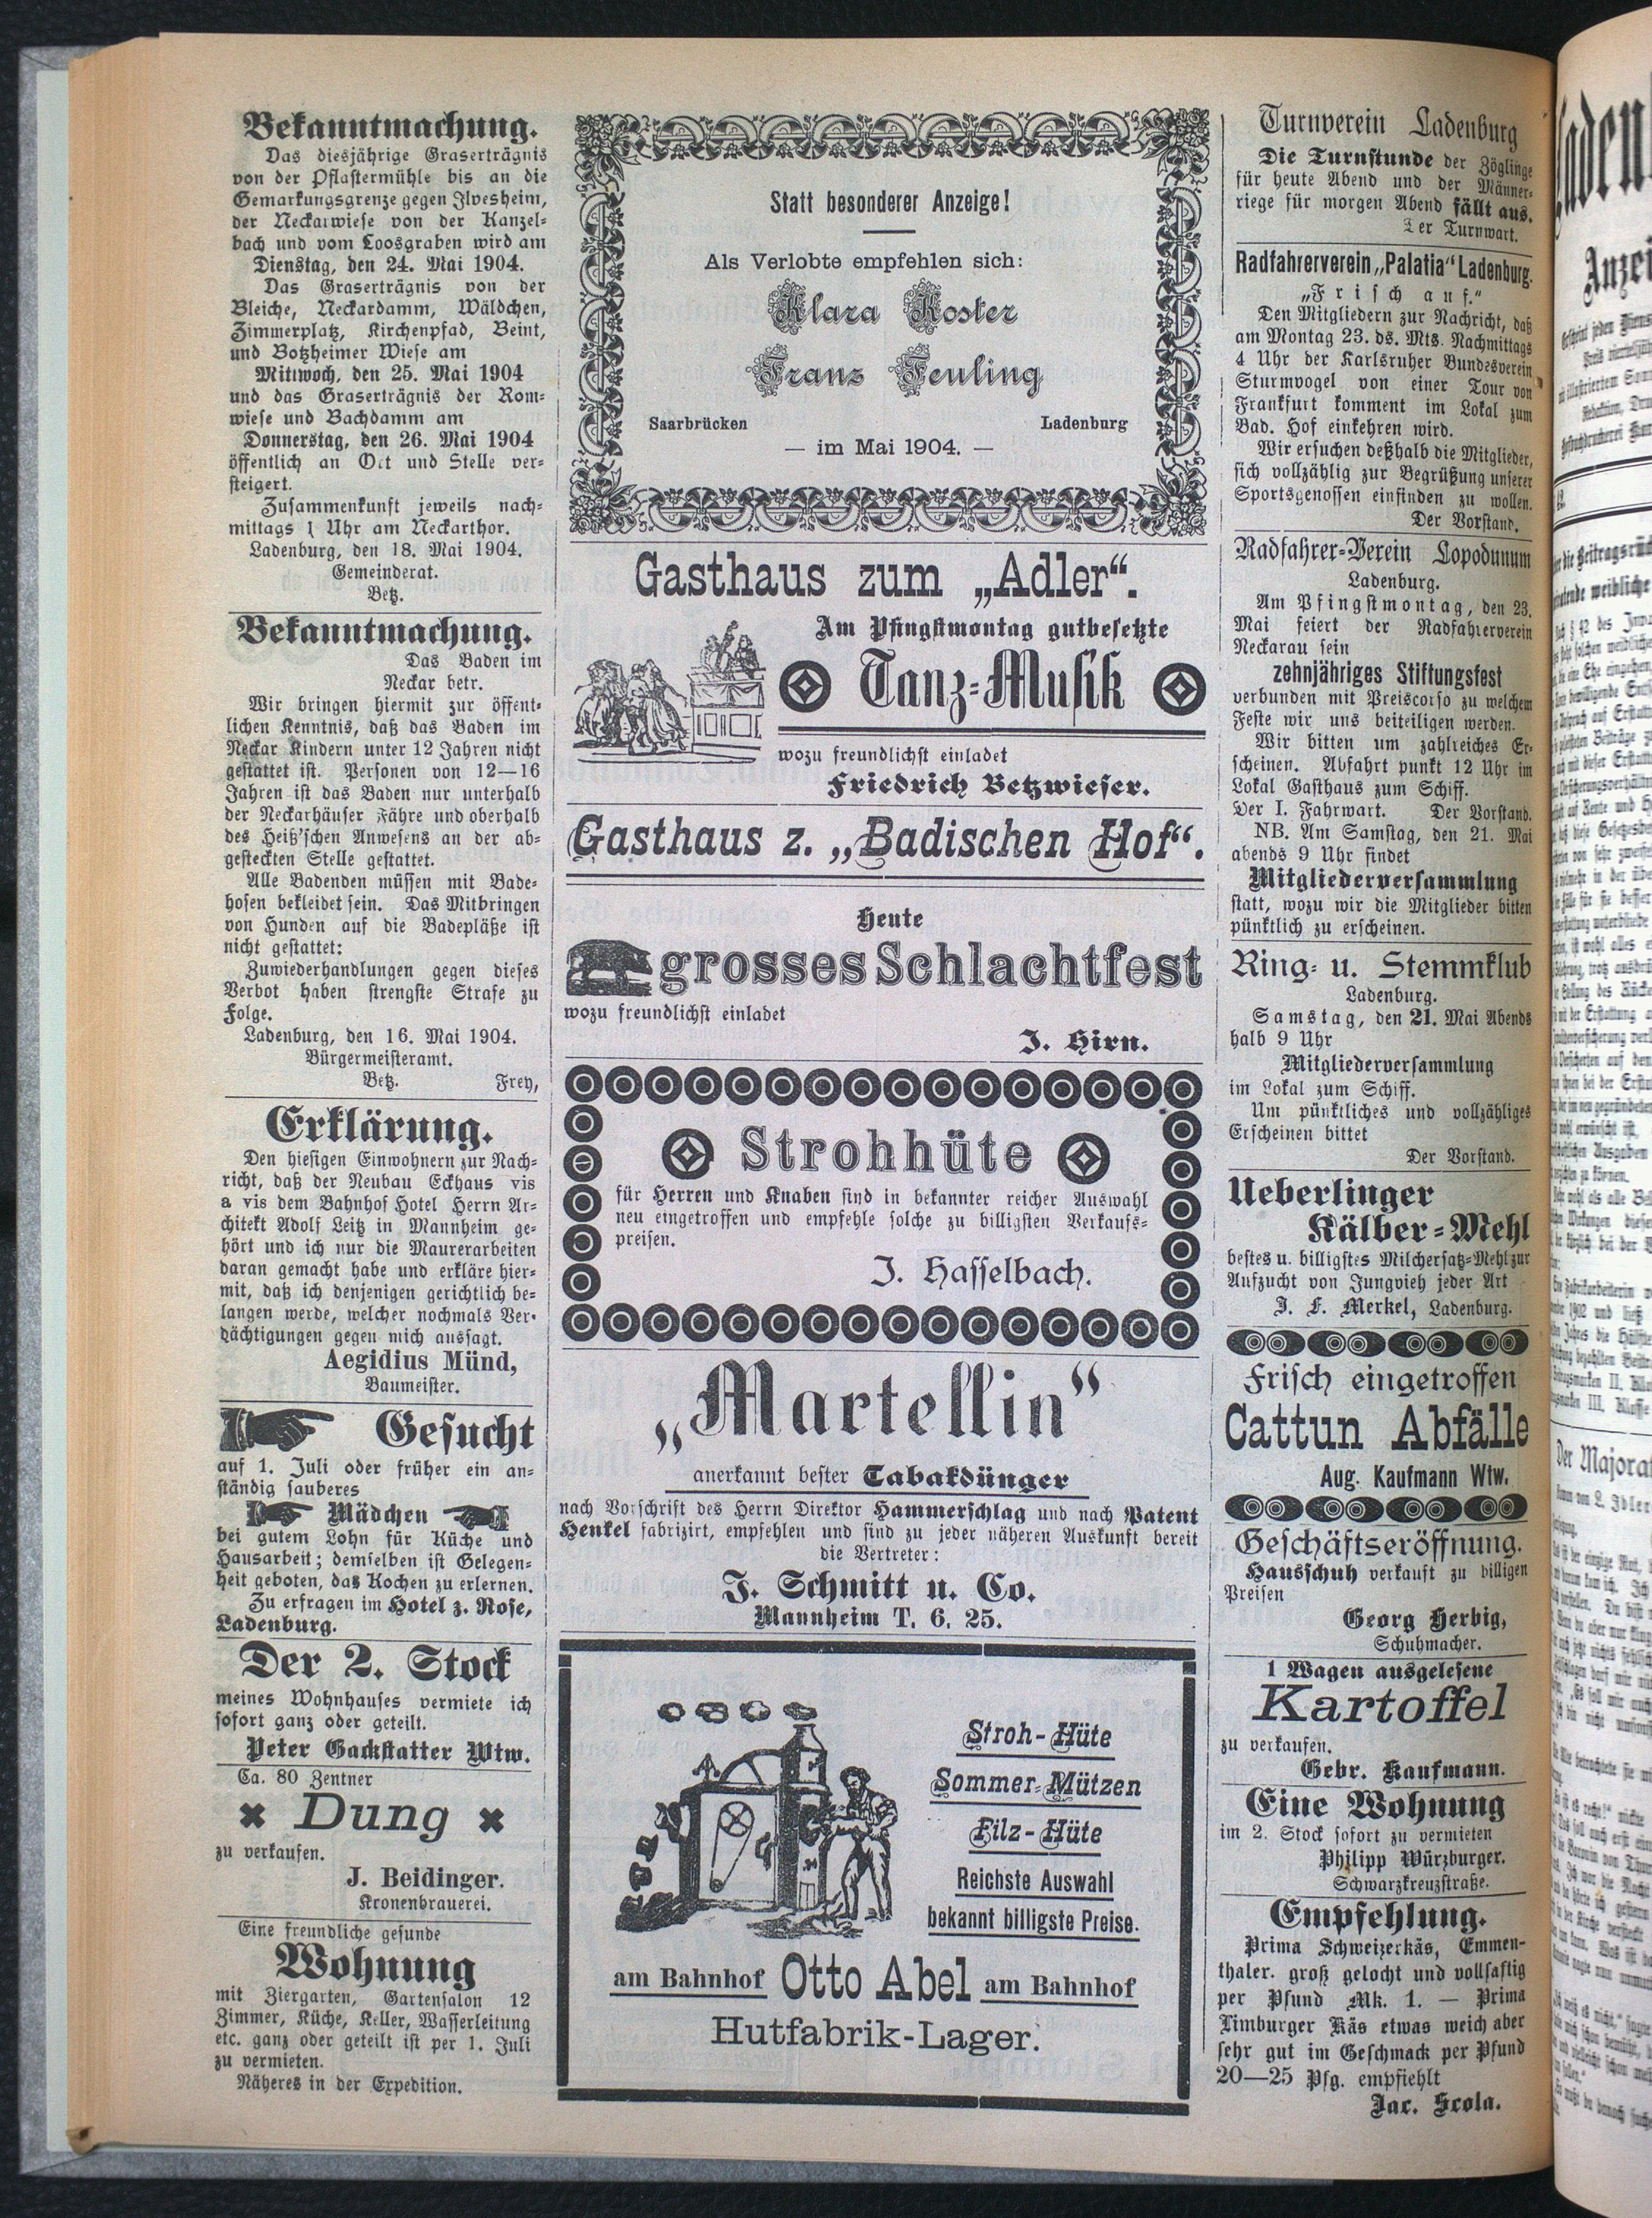 Bekanntmachung.
Das diesjährige Graserträgnis
von der Pflastermühle bis an die
Gemarkungsgrenze gegen Ilvesheim,
der Neckarwiese von der Kanzel-
bach und vom Loosgraben wird am
Dienstag, den 24. Mai 1904.
Das Graserträgnis von der
Bleiche, Neckardamm, Wäldchen,
Zimmerplatz, Kirchenpfad, Beint,
und Botzheimer Wiese am
Mittwoch, den 25. Mai 1904
und das Graserträgnis der Rom-
wiese und Bachdamm am
Donnerstag, den 26. Mai 1904
öffentlich an Ort und Stelle ver-
steigert.
Zusammenkunft jeweils nach-
mittags 1 Uhr am Neckarthor.
Ladenburg, den 18. Mai 1904.
Gemeinderat.
Betz.
Bekanntmachung.
Das Baden im
Neckar betr.
Wir bringen hiermit zur öffent-
lichen Kenntnis, daß das Baden im
Neckar Kindern unter 12 Jahren nicht
gestattet ist. Personen von 12—16
Jahren ist das Baden nur unterhalb
der Neckarhäuser Fähre und oberhalb
des Heiß'schen Anwesens an der ab-
gesteckten Stelle gestattet.
Alle Badenden müssen mit Bade-
hosen bekleidet sein. Das Mitbringen
von Hunden auf die Badepläße ist
nicht gestattet:
Zuwiederhandlungen gegen dieses
Verbot haben strengste Strafe zu
Folge.
Ladenburg, den 16. Mai 1904.
Bürgermeisteramt.
Betz. Frey,
Erklärung.
Den hiesigen Einwohnern zur Nach-
richt, daß der Neubau Eckhaus vis
a vis dem Bahnhof Hotel Herrn Ar-
chitekt Adolf Leitz in Mannheim ge-
hört und ich nur die Maurerarbeiten
daran gemacht habe und erkläre hier-
mit, daß ich denjenigen gerichtlich be-
langen werde, welcher nochmals Ver-
dächtigungen gegen mich aussagt.
Aegidius Münd,
Baumeister.
Gesucht
auf 1. Juli oder früher ein an-
ständig sauberes
Mädchen
bei gutem Lohn für Küche und
Hausarbeit; demselben ist Gelegen-
heit geboten, das Kochen zu erlernen.
Zu erfragen im Hotel z. Rose,
Ladenburg.
Der 2. Stock
meines Wohnhauses vermiete ich
sofort ganz oder geteilt.
Peter Gackstatter Wtw.
Ca. 80 Zentner
Dung
zu verkaufen.
J. Beidinger.
Kronenbrauerei.
Eine freundliche gesunde
Wohnung
mit Ziergarten, Gartensalon 12
Zimmer, Küche, Keller, Wasserleitung
etc. ganz oder geteilt ist per 1. Juli
zu vermieten.
Näheres in der Expedition.
Statt besonderer Anzeige!
Als Verlobte empfehlen sich:
Klara Koster
Franz Feuling
Saarbrücken Ladenburg
— im Mai 1904. —
Gasthaus zum „Adler“.
Am Pfingstmontag gutbesetzte
Tanz-Musik
wozu freundlichst einladet
Friedrich Betzwieser.
Gasthaus z. „Badischen Hof“.
Heute
grosses Schlachtfest
wozu freundlichst einladet
J. Hirn.
Strohhüte
für Herren und Knaben sind in bekannter reicher Auswahl
neu eingetroffen und empfehle solche zu billigsten Verkaufs-
preisen.
J. Hasselbach.
„Martellin“
anerkannt bester Tabakdünger
nach Vorschrift des Herrn Direktor Hammerschlag und nach Patent
Henkel fabrizirt, empfehlen und sind zu jeder näheren Auskunft bereit
die Vertreter:
J. Schmitt u. Co.
Mannheim T. 6. 25.
Stroh-Hüte
Sommer-Mützen
Filz-Hüte
Reichste Auswahl
bekannt billigste Preise.
am Bahnhof Otto Abel am Bahnhof
Hutfabrik-Lager.
Turnverein Ladenburg
Die Turnstunde der Zöglinge
für heute Abend und der Männer-
riege für morgen Abend fällt aus.
Der Turnwart.
Radfahrerverein „Palatia“ Ladenburg.
„Frisch auf.“
Den Mitgliedern zur Nachricht, daß
am Montag 23. ds. Mts. Nachmittags
4 Uhr der Karlsruher Bundesverein
Sturmvogel von einer Tour von
Frankfurt komment im Lokal zum
Bad. Hof einkehren wird.
Wir ersuchen deßhalb die Mitglieder,
sich vollzählig zur Begrüßung unserer
Sportsgenossen einfinden zu wollen.
Der Vorstand.
Radfahrer-Verein Lopodunum
Ladenburg.
Am Pfingstmontag, den 23.
Mai feiert der Radfahrerverein
Neckarau sein
zehnjähriges Stiftungsfest
verbunden mit Preiscorso zu welchem
Feste wir uns beiteiligen werden.
Wir bitten um zahlreiches Er-
scheinen. Abfahrt punkt 12 Uhr im
Lokal Gasthaus zum Schiff.
Der I. Fahrwart. Der Vorstand.
NB. Am Samstag, den 21. Mai
abends 9 Uhr findet
Mitgliederversammlung
statt, wozu wir die Mitglieder bitten
pünktlich zu erscheinen.
Ring- u. Stemmklub
Ladenburg.
Samstag, den 21. Mai Abends
halb 9 Uhr
Mitgliederversammlung
im Lokal zum Schiff.
Um pünktliches und vollzähliges
Erscheinen bittet
Der Vorstand.
Ueberlinger
Kälber-Mehl
bestes u. billigstes Milchersatz-Mehl zur
Aufzucht von Jungvieh jeder Art
J. F. Merkel, Ladenburg.
Frisch eingetroffen
Cattun Abfälle
Aug. Kaufmann Wtw.
Geschäftseröffnung.
Hausschuh verkauft zu billigen
Preisen
Georg Herbig,
Schuhmacher.
1 Wagen ausgelesene
Kartoffel
zu verkaufen.
Gebr. Kaufmann.
Eine Wohnung
im 2. Stock sofort zu vermieten
Philipp Würzburger.
Schwarzkreuzstraße.
Empfehlung.
Prima Schweizerkäs, Emmen-
thaler. groß gelocht und vollsaftig
per Pfund Mk. 1. — Prima
Limburger Käs etwas weich aber
sehr gut im Geschmack per Pfund
20—25 Pfg. empfiehlt
Jac. Scola.